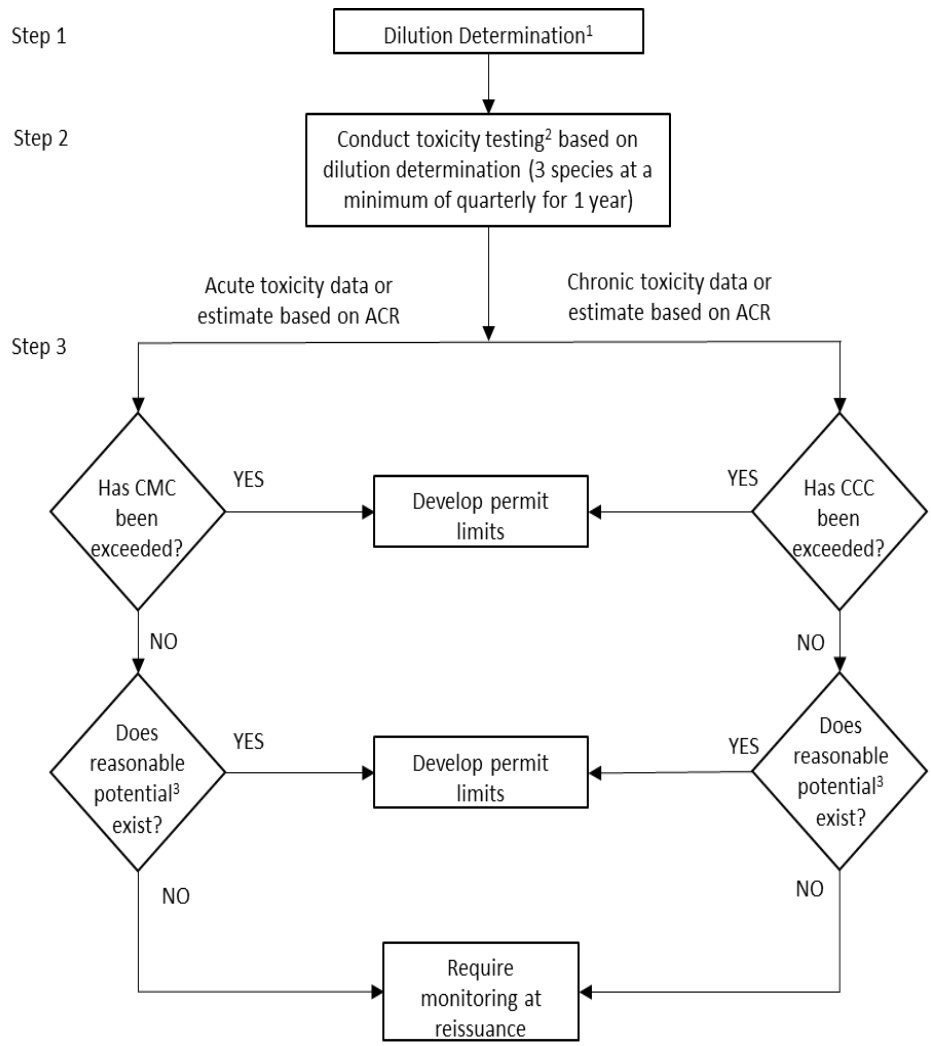 Step 1
Dilution Determination¹
Step 2
Conduct toxicity testing² based on
dilution determination (3 species at a
minimum of quarterly for 1 year)
Acute toxicity data or
estimate based on ACR
Chronic toxicity data or
estimate based on ACR
Step 3
Has CMC
been
exceeded?
YES
Develop permit
limits
YES
Has CCC
been
exceeded?
NO
NO
Does
reasonable
potential³
exist?
YES
Develop permit
limits
YES
Does
reasonable
potential³
exist?
NO
NO
Require
monitoring at
reissuance